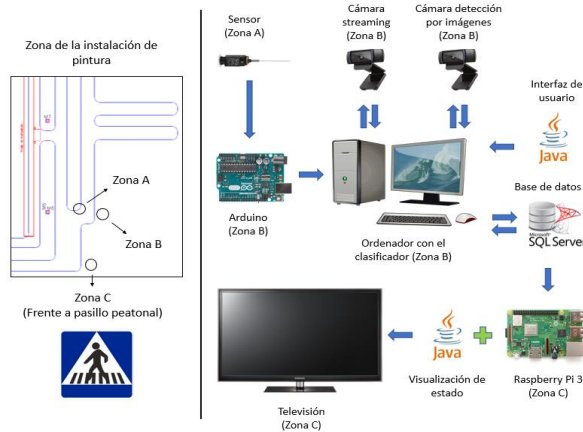 Zona de la instalación de
pintura
Zona A
Zona B
Zona C
(Frente a pasillo peatonal)
Sensor
(Zona A)
Cámara
streaming
(Zona B)
Cámara detección
por imágenes
(Zona B)
Interfaz de
usuario
Java
Arduino
(Zona B)
Ordenador con el
clasificador (Zona B)
Base de datos
Microsoft
SQL Server
Televisión
(Zona C)
Java
Visualización de
estado
Raspberry Pi 3
(Zona C)